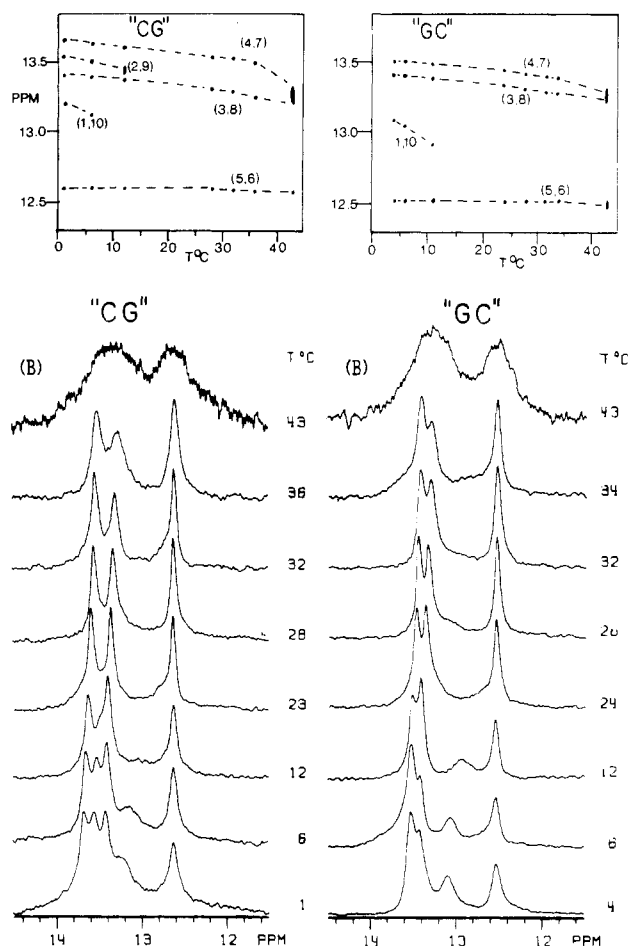 "CG"
13.5
PPM
13.0
12.5
(4,7)
(2,9)
(3,8)
(1,10)
(5,6)
0 10 20 30 40
T°C
"GC"
13.5
13.0
12.5
(4,7)
(3,8)
1,10
(5,6)
0 10 20 30 40
T°C
"CG"
(B)
T °C
43
36
32
28
23
12
6
1
14 13 12 PPM
"GC"
(B)
T °C
43
34
32
28
24
12
6
4
14 13 12 PPM